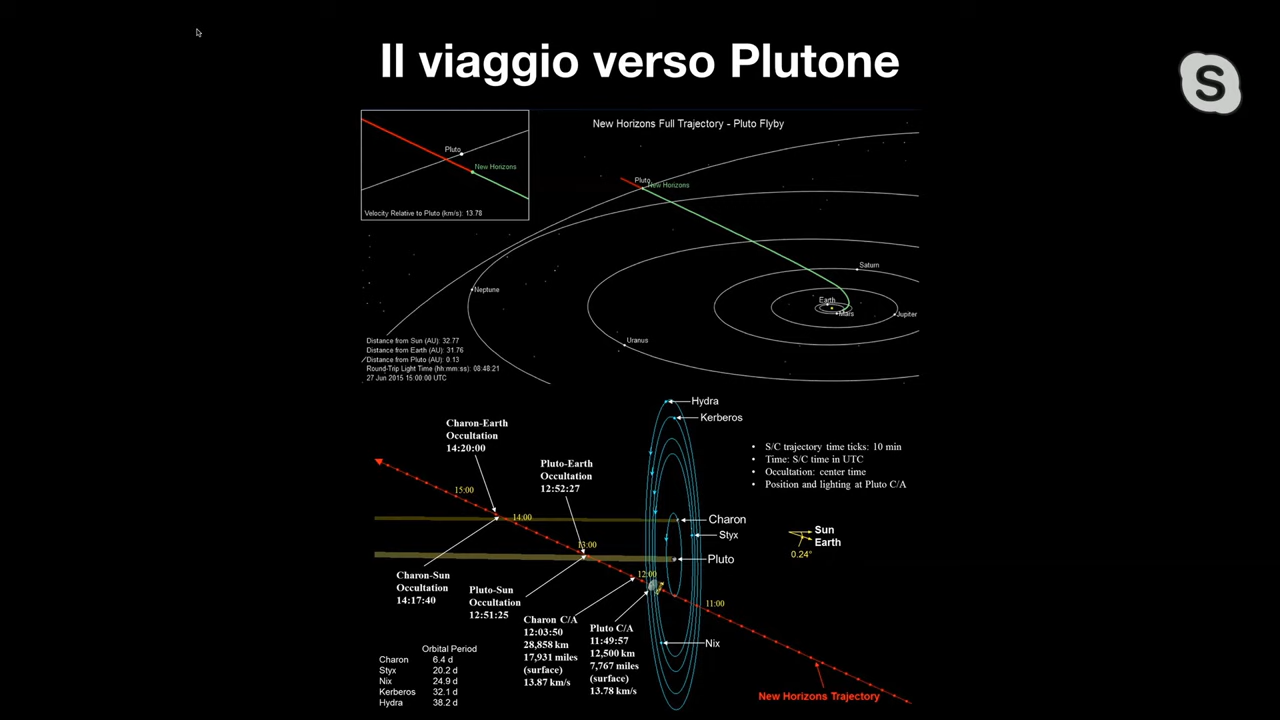 Il viaggio verso Plutone
S
New Horizons Full Trajectory - Pluto Flyby
Pluto
New Horizons
Velocity Relative to Pluto (km/s): 13.78
Pluto
New Horizons
Saturn
Neptune
Earth
Mars
Jupiter
Uranus
Distance from Sun (AU): 32.77
Distance from Earth (AU): 31.76
Distance from Pluto (AU): 0.13
Round-Trip Light Time (hh:mm:ss): 08:48:21
27 Jun 2015 15:00:00 UTC
Hydra
Kerberos
Charon-Earth
Occultation
14:20:00
Pluto-Earth
Occultation
12:52:27
• S/C trajectory time ticks: 10 min
• Time: S/C time in UTC
• Occultation: center time
• Position and lighting at Pluto C/A
15:00
14:00
13:00
12:00
11:00
Charon
Styx
Pluto
Sun
Earth
0.24°
Charon-Sun
Occultation
14:17:40
Pluto-Sun
Occultation
12:51:25
Charon C/A
12:03:50
28,858 km
17,931 miles
(surface)
13.87 km/s
Pluto C/A
11:49:57
12,500 km
7,767 miles
(surface)
13.78 km/s
Nix
New Horizons Trajectory
Orbital Period
Charon 6.4 d
Styx 20.2 d
Nix 24.9 d
Kerberos 32.1 d
Hydra 38.2 d